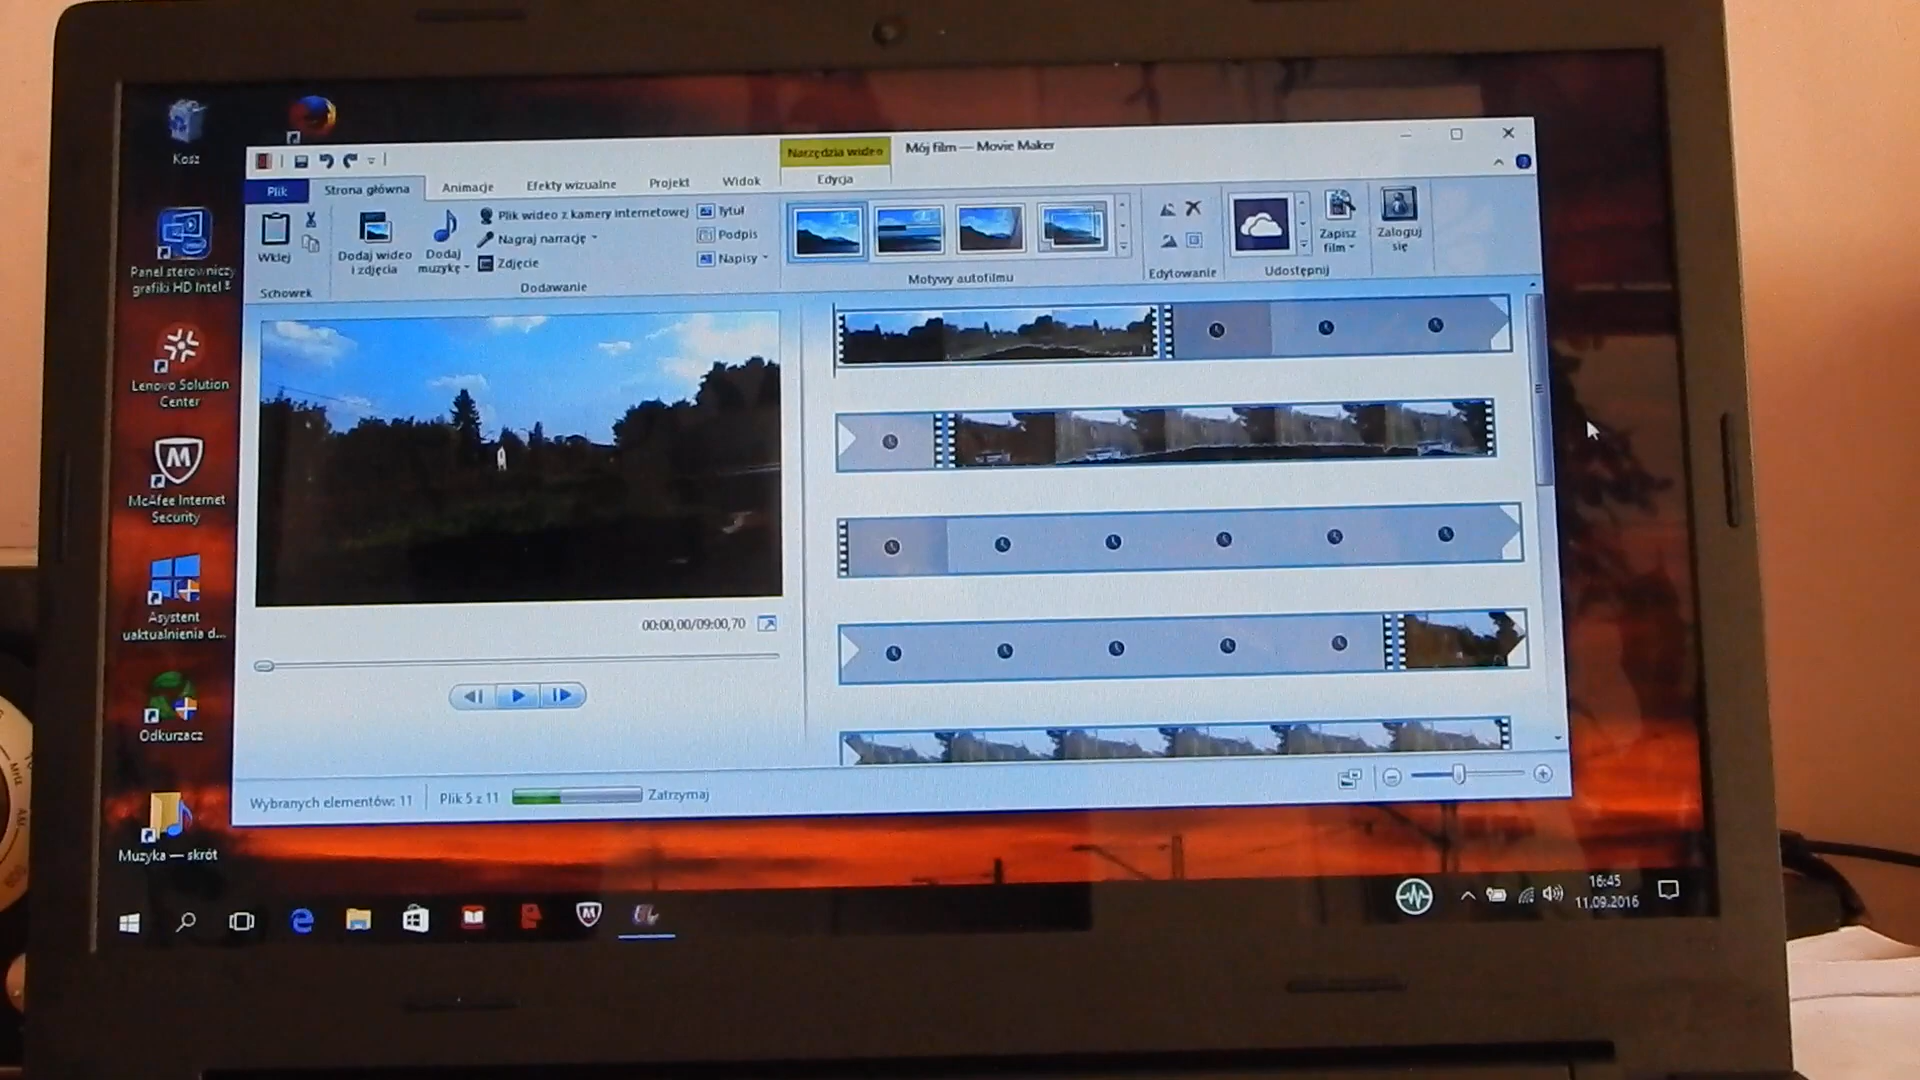 Kosz
Panel sterowniczy
grafiki HD Intel®
Lenovo Solution
Center
McAfee Internet
Security
Asystent
uaktualnienia d...
Odkurzacz
Muzyka — skrót
Narzędzia wideo
Mój film — Movie Maker
Plik
Strona główna
Animacje
Efekty wizualne
Projekt
Widok
Edycja
Wklej
Schowek
Dodaj wideo
i zdjęcia
Dodaj
muzykę
Plik wideo z kamery internetowej
Nagraj narrację
Zdjęcie
Tytuł
Podpis
Napisy
Dodawanie
Motywy autofilmu
Edytowanie
Zapisz
film
Udostępnij
Zaloguj
się
00:00,00/09:00,70
Wybranych elementów: 11
Plik 5 z 11
Zatrzymaj
16:45
11.09.2016